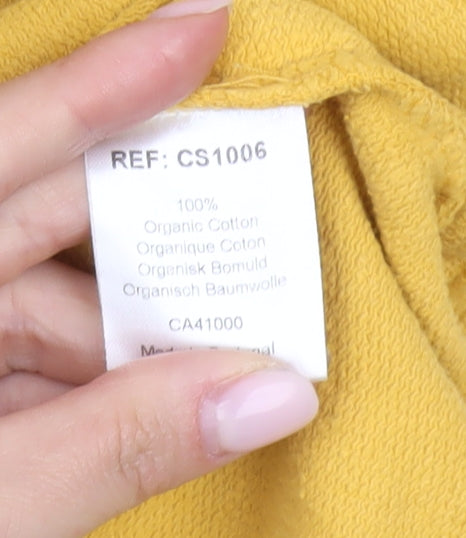 REF: CS1006
100%
Organic Cotton
Organique Coton
Organisk Bomuld
Organisch Baumwolle
CA41000